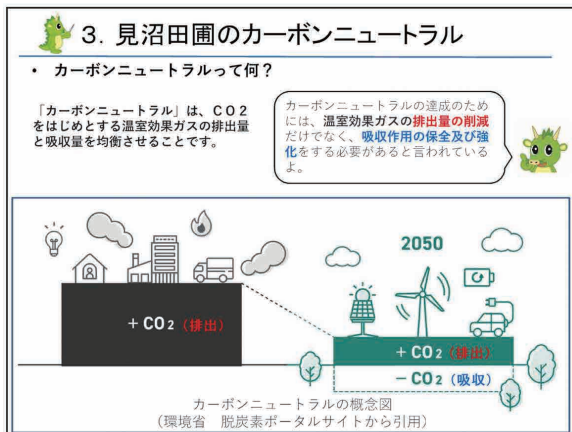 3．見沼田圃のカーボンニュートラル
・ カーボンニュートラルって何？
「カーボンニュートラル」は、ＣＯ２
をはじめとする温室効果ガスの排出量
と吸収量を均衡させることです。
カーボンニュートラルの達成のため
には、温室効果ガスの排出量の削減
だけでなく、吸収作用の保全及び強
化をする必要があると言われている
よ。
2050
＋CO2（排出）
＋CO2（排出）
－CO2（吸収）
カーボンニュートラルの概念図
（環境省　脱炭素ポータルサイトから引用）